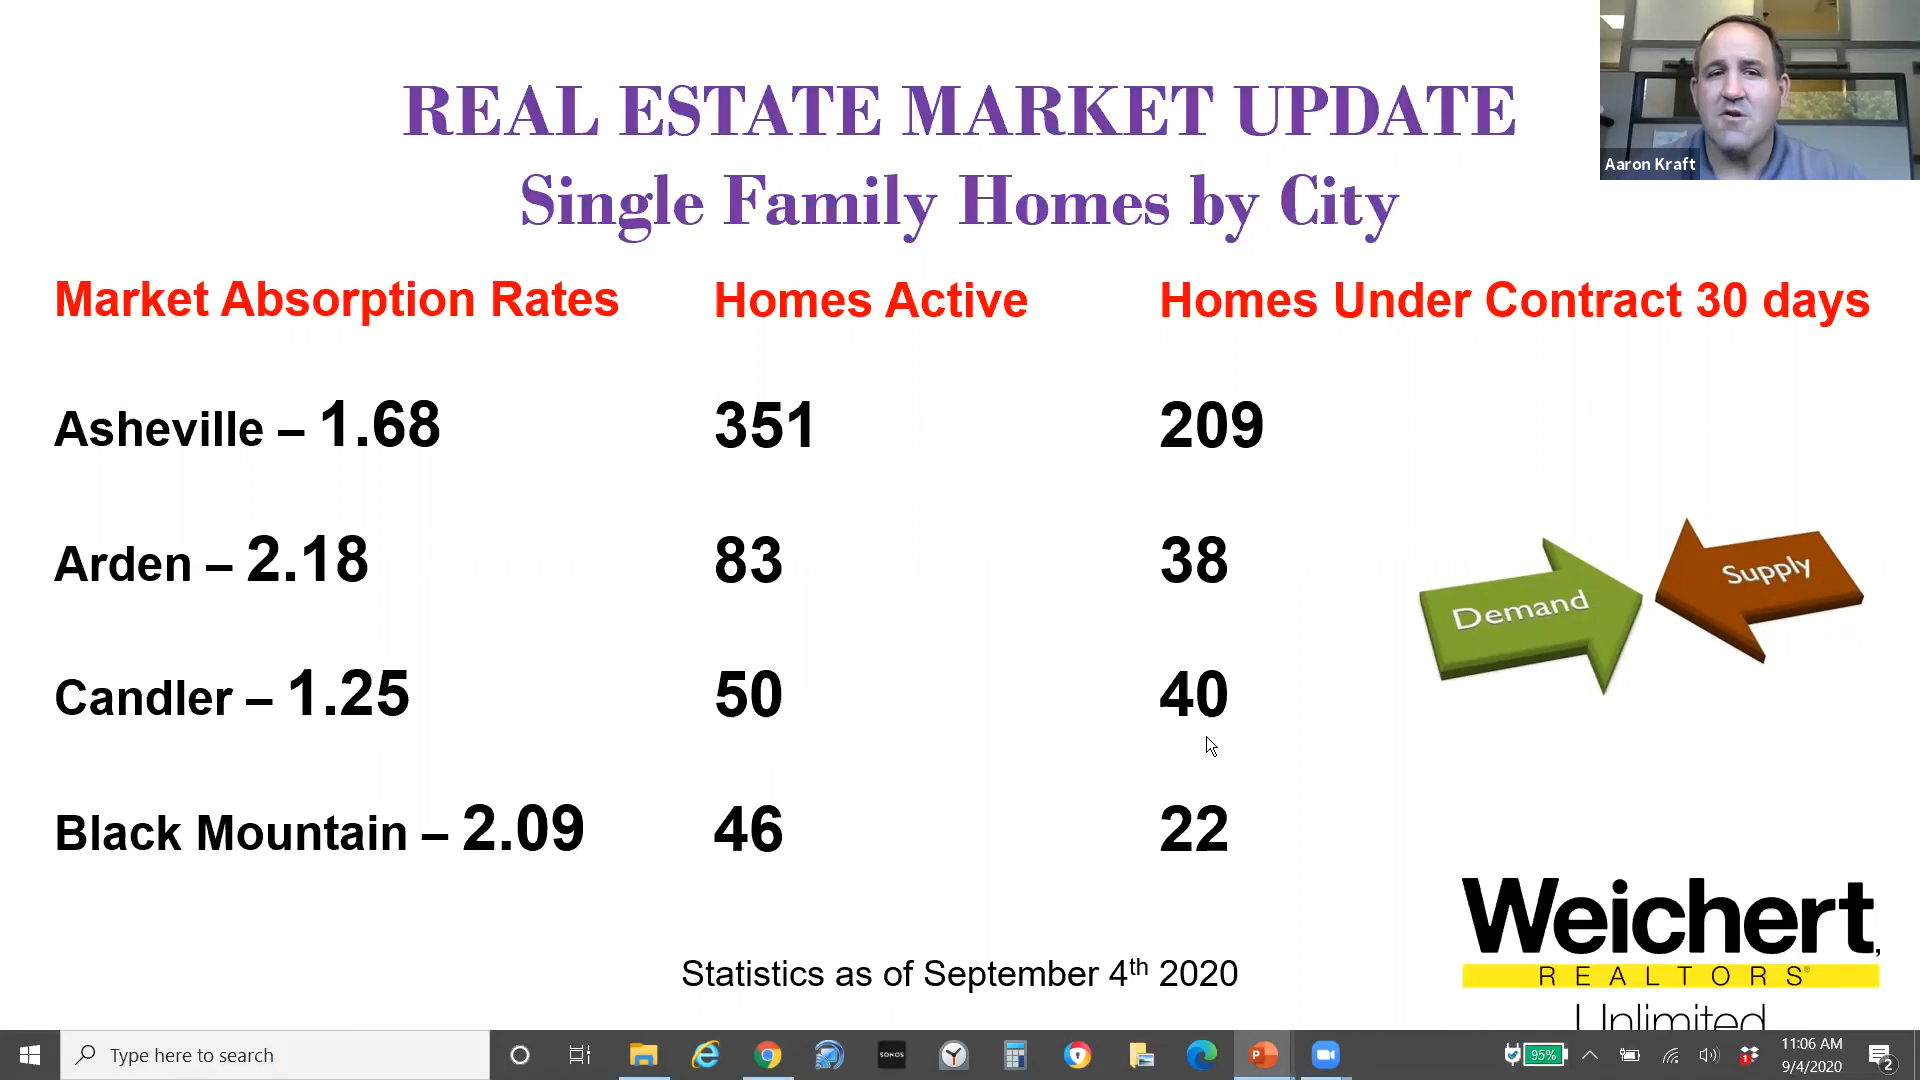 REAL ESTATE MARKET UPDATE
Single Family Homes by City
Aaron Kraft
Market Absorption Rates Homes Active Homes Under Contract 30 days
Asheville – 1.68 351 209
Arden – 2.18 83 38
Demand Supply
Candler – 1.25 50 40
Black Mountain – 2.09 46 22
Weichert,
REALTORS®
Unlimited
Statistics as of September 4th 2020
Type here to search
SONOS
95%
1
11:06 AM
9/4/2020
2